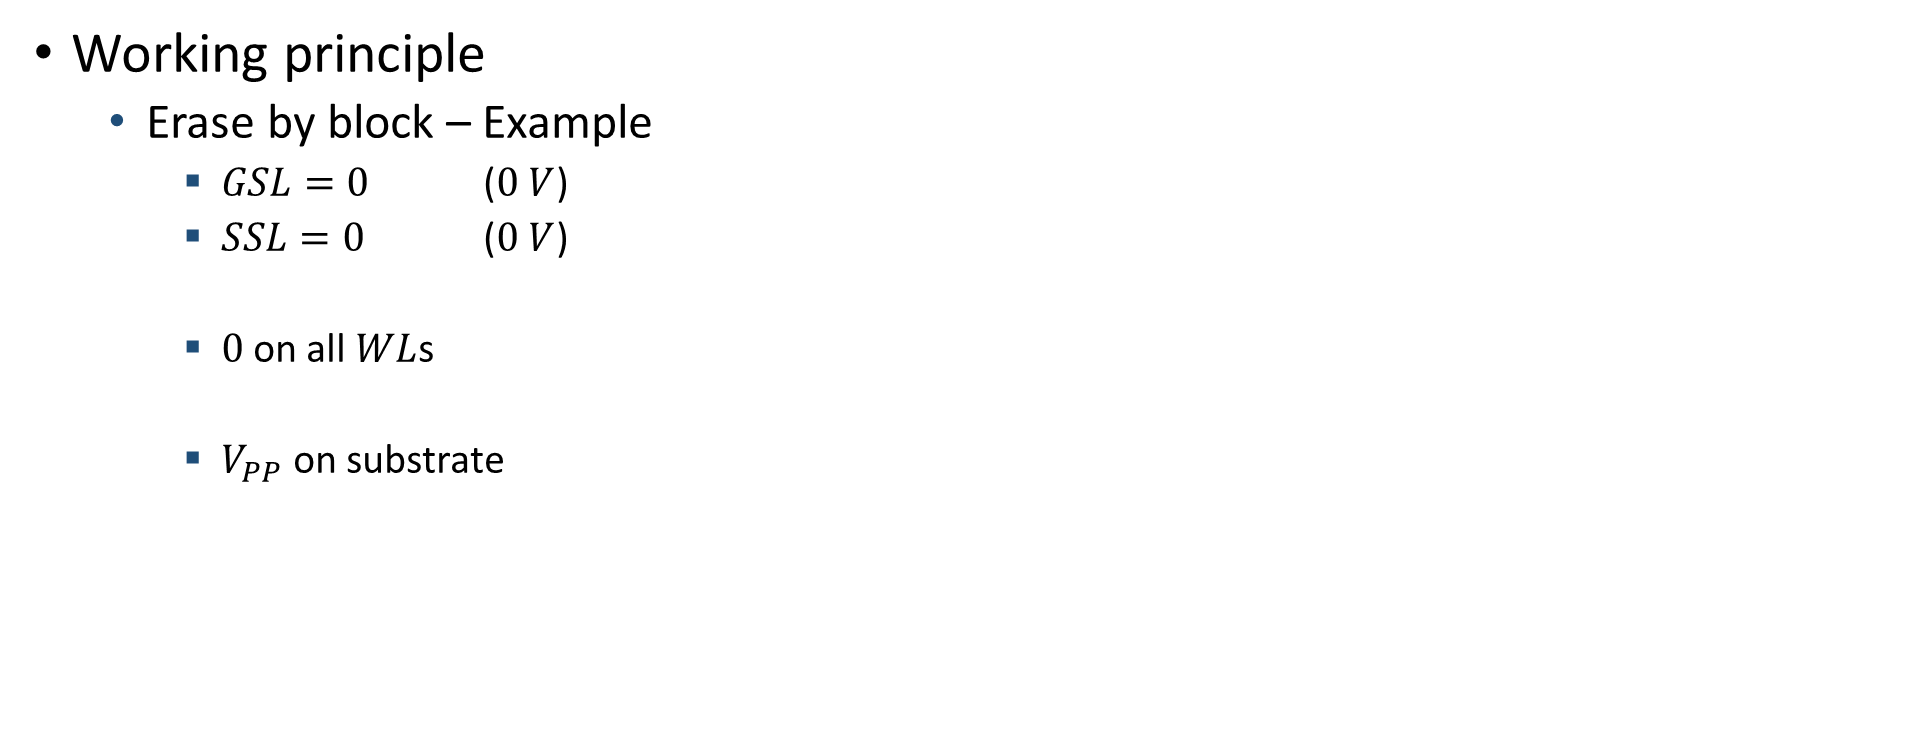 • Working principle
• Erase by block – Example
▪ GSL = 0 (0 V)
▪ SSL = 0 (0 V)
▪ 0 on all WLs
▪ V_PP on substrate